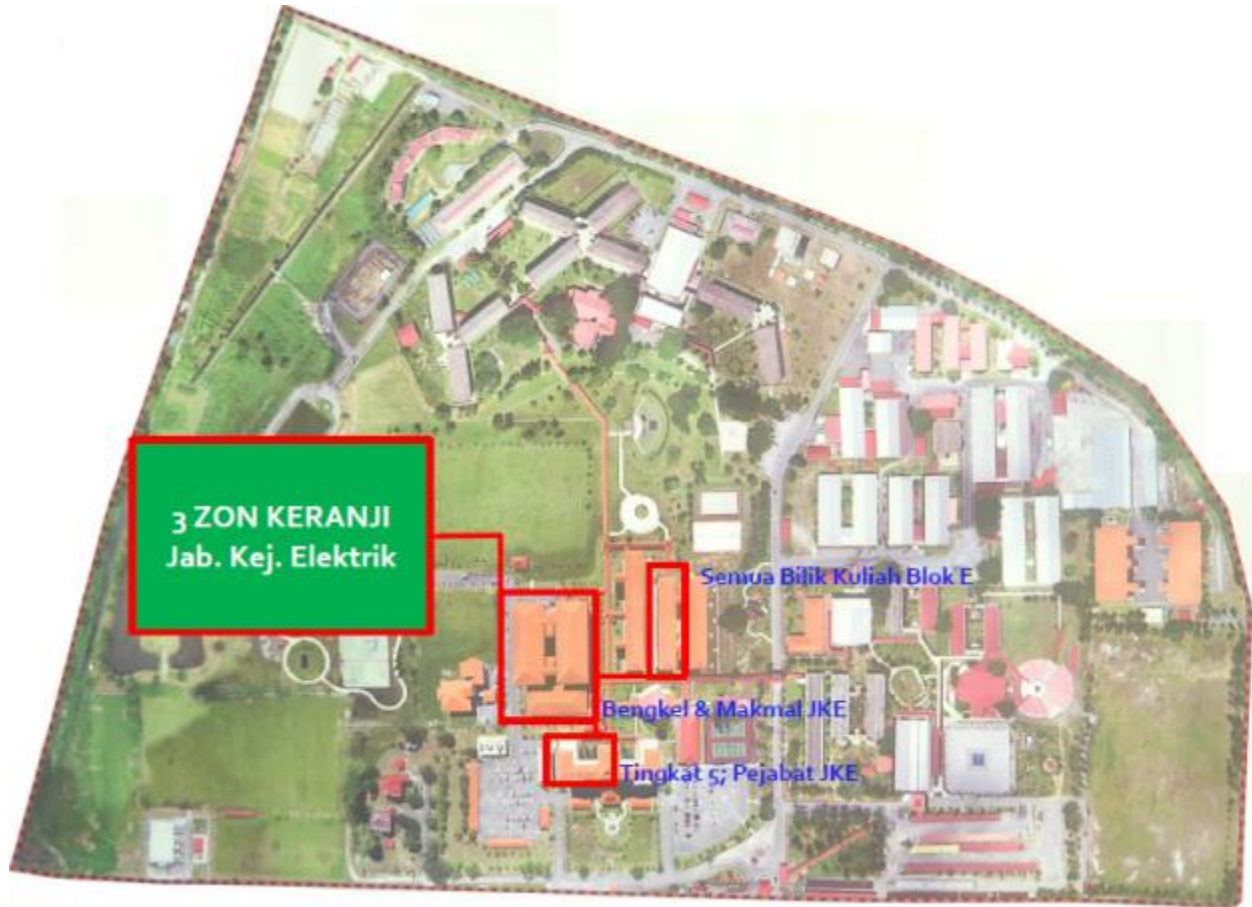 3 ZON KERANJI
Jab. Kej. Elektrik
Semua Bilik Kuliah Blok E
Bengkel & Makmal JKE
Tingkat 5; Pejabat JKE